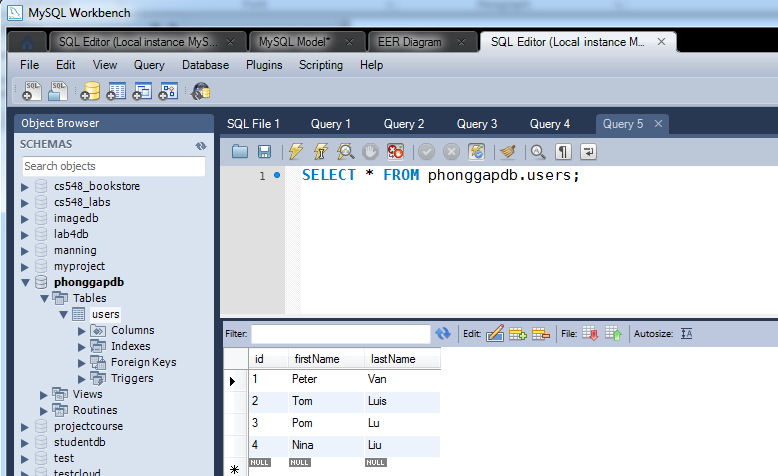 MySQL Workbench
SQL Editor (Local instance MyS... MySQL Model* EER Diagram SQL Editor (Local instance M...
File Edit View Query Database Plugins Scripting Help
Object Browser
SQL File 1 Query 1 Query 2 Query 3 Query 4 Query 5
SCHEMAS
Search objects
cs548_bookstore
cs548_labs
imagedb
lab4db
manning
myproject
phonggapdb
Tables
users
Columns
Indexes
Foreign Keys
Triggers
Views
Routines
projectcourse
studentdb
test
testcloud
1 SELECT * FROM phonggapdb.users;
Filter: Edit: File: Autosize:
id firstName lastName
1 Peter Van
2 Tom Luis
3 Pom Lu
4 Nina Liu
NULL NULL NULL